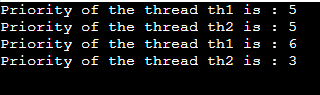 Priority of the thread th1 is : 5
Priority of the thread th2 is : 5
Priority of the thread th1 is : 6
Priority of the thread th2 is : 3